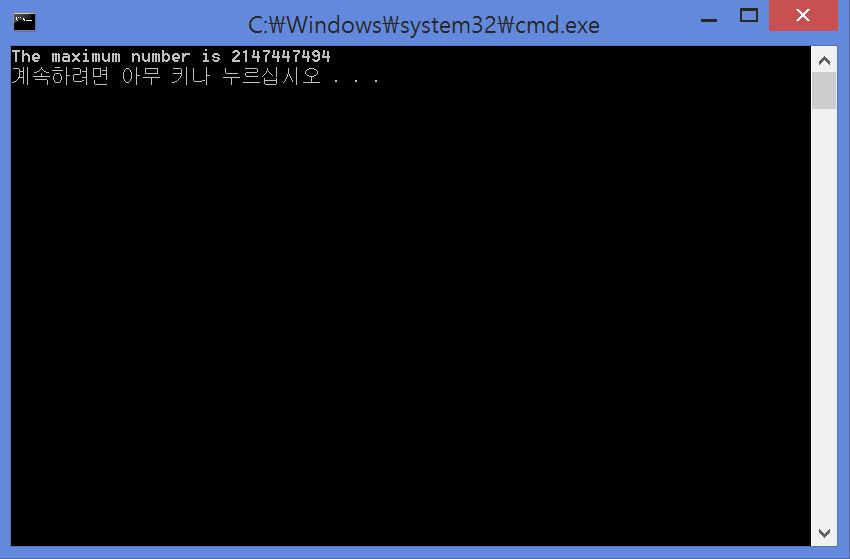 C:₩Windows₩system32₩cmd.exe
The maximum number is 2147447494
계속하려면 아무 키나 누르십시오 . . .